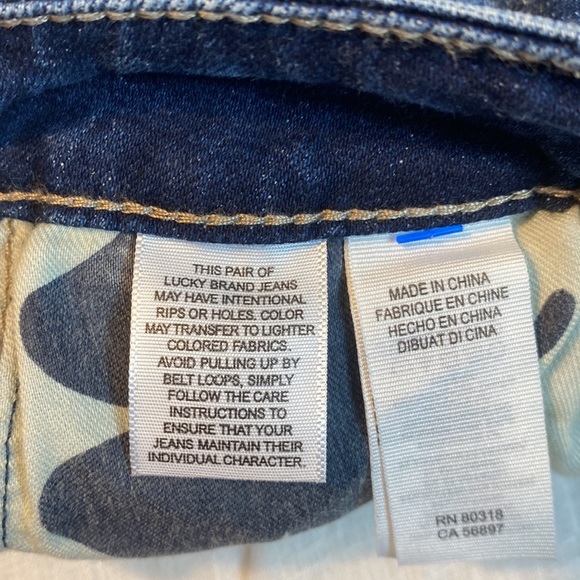 THIS PAIR OF
LUCKY BRAND JEANS
MAY HAVE INTENTIONAL
RIPS OR HOLES. COLOR
MAY TRANSFER TO LIGHTER
COLORED FABRICS.
AVOID PULLING UP BY
BELT LOOPS, SIMPLY
FOLLOW THE CARE
INSTRUCTIONS TO
ENSURE THAT YOUR
JEANS MAINTAIN THEIR
INDIVIDUAL CHARACTER.
MADE IN CHINA
FABRIQUE EN CHINE
HECHO EN CHINA
DIBUAT DI CINA
RN 80318
CA 56897